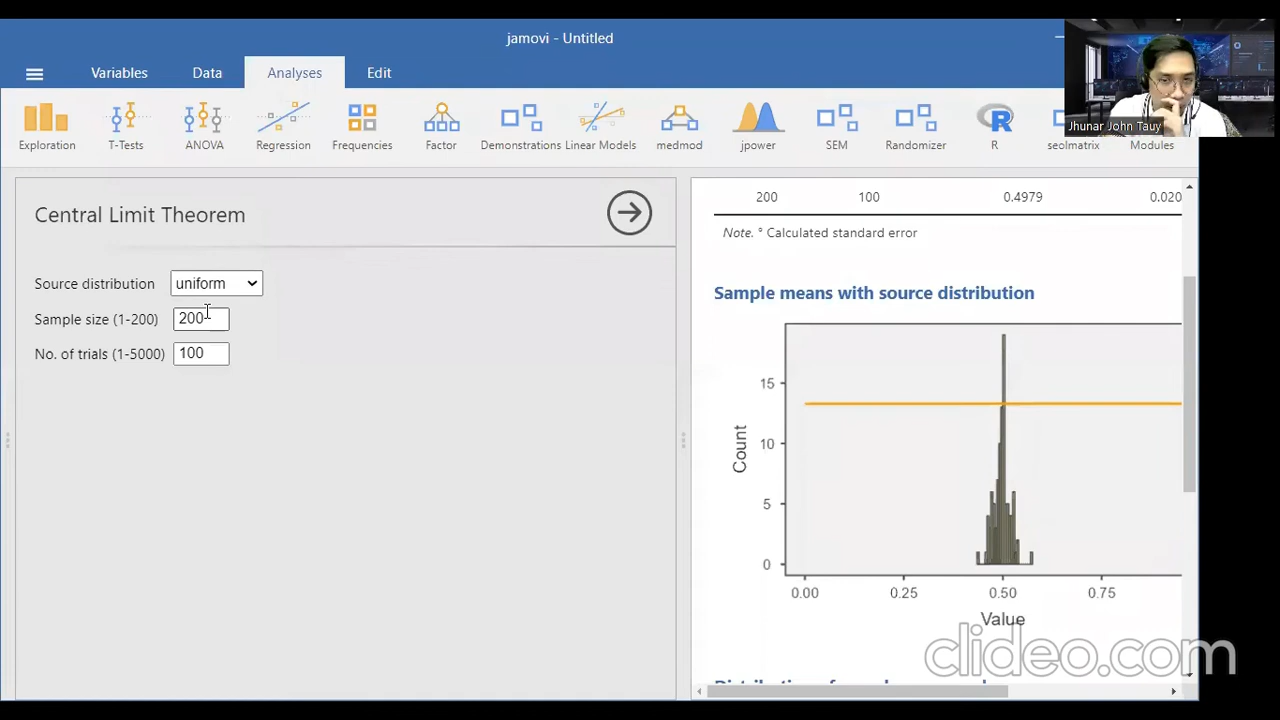 jamovi - Untitled
Jhunar John Tauy
Variables Data Analyses Edit
Exploration T-Tests ANOVA Regression Frequencies Factor Demonstrations Linear Models medmod jpower SEM Randomizer R seolmatrix Modules
Central Limit Theorem
Source distribution uniform
Sample size (1-200) 200
No. of trials (1-5000) 100
200 100 0.4979 0.020
Note. ᵃ Calculated standard error
Sample means with source distribution
Count
15
10
5
0
0.00 0.25 0.50 0.75
Value
clideo.com